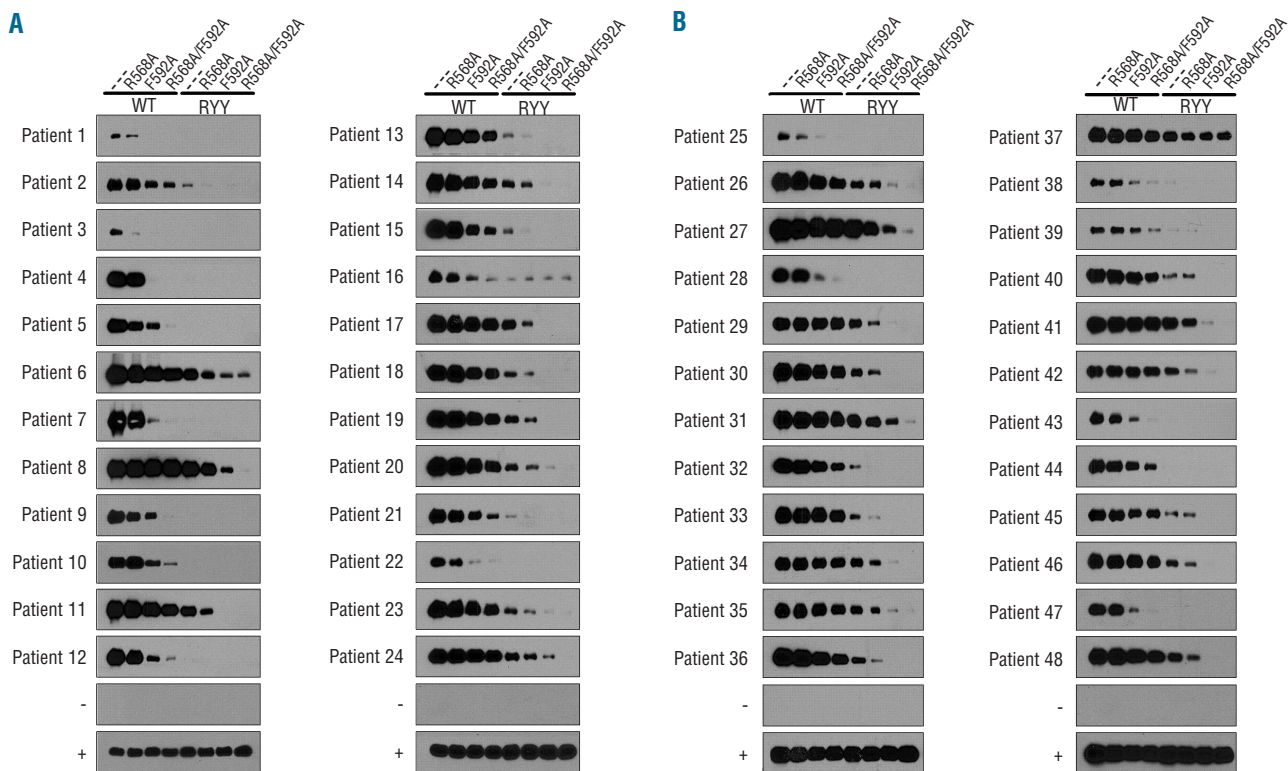 A
B
--- R568A F592A R568A/F592A --- R568A F592A R568A/F592A
--- R568A F592A R568A/F592A --- R568A F592A R568A/F592A
--- R568A F592A R568A/F592A --- R568A F592A R568A/F592A
--- R568A F592A R568A/F592A --- R568A F592A R568A/F592A
WT RYY WT RYY WT RYY WT RYY
Patient 1 Patient 13 Patient 25 Patient 37
Patient 2 Patient 14 Patient 26 Patient 38
Patient 3 Patient 15 Patient 27 Patient 39
Patient 4 Patient 16 Patient 28 Patient 40
Patient 5 Patient 17 Patient 29 Patient 41
Patient 6 Patient 18 Patient 30 Patient 42
Patient 7 Patient 19 Patient 31 Patient 43
Patient 8 Patient 20 Patient 32 Patient 44
Patient 9 Patient 21 Patient 33 Patient 45
Patient 10 Patient 22 Patient 34 Patient 46
Patient 11 Patient 23 Patient 35 Patient 47
Patient 12 Patient 24 Patient 36 Patient 48
- - - -
+ + + +